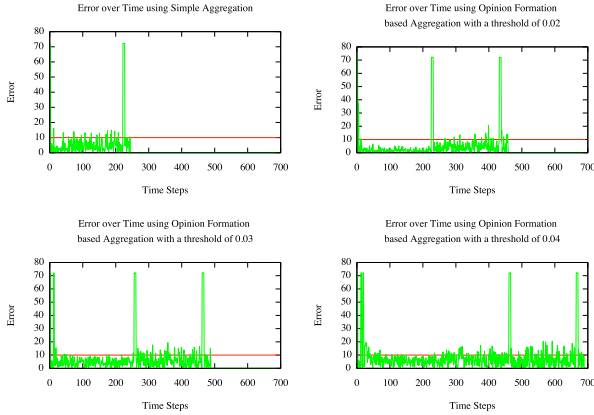 Error over Time using Simple Aggregation
80
70
60
50
40
30
20
10
0
Error
0 100 200 300 400 500 600 700
Time Steps
Error over Time using Opinion Formation
based Aggregation with a threshold of 0.02
80
70
60
50
40
30
20
10
0
Error
0 100 200 300 400 500 600 700
Time Steps
Error over Time using Opinion Formation
based Aggregation with a threshold of 0.03
80
70
60
50
40
30
20
10
0
Error
0 100 200 300 400 500 600 700
Time Steps
Error over Time using Opinion Formation
based Aggregation with a threshold of 0.04
80
70
60
50
40
30
20
10
0
Error
0 100 200 300 400 500 600 700
Time Steps